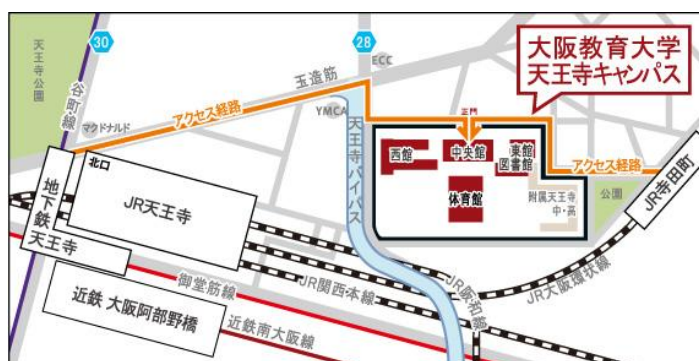 天王寺公園
30
谷町線
28
ECC
玉造筋
アクセス経路
マクドナルド
YMCA
天王寺バイパス
大阪教育大学
天王寺キャンパス
正門
西館
中央館
東館
図書館
体育館
アクセス経路
公園
附属天王寺
中・高
JR寺田町
北口
JR天王寺
地下鉄
天王寺
御堂筋線
JR関西本線
JR阪和線
JR大阪環状線
近鉄 大阪阿部野橋
近鉄南大阪線